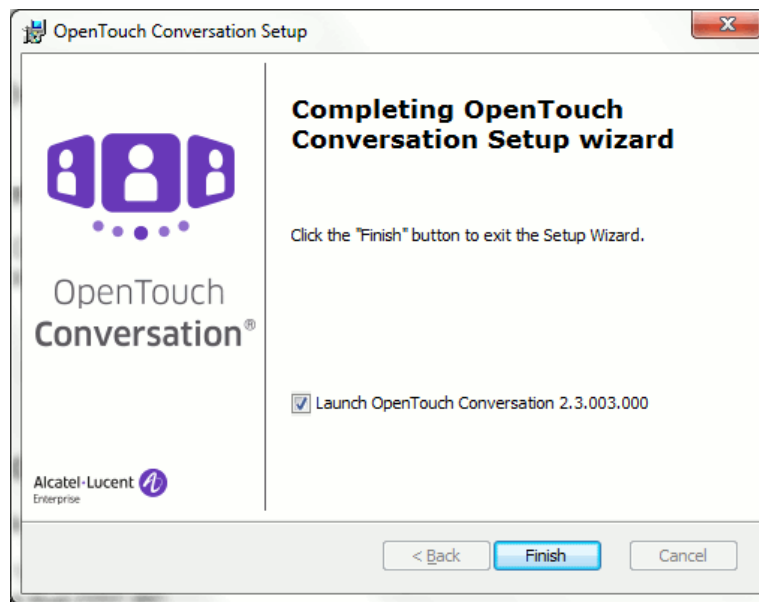 OpenTouch Conversation Setup
Completing OpenTouch
Conversation Setup wizard
Click the "Finish" button to exit the Setup Wizard.
OpenTouch
Conversation®
Launch OpenTouch Conversation 2.3.003.000
Alcatel·Lucent
Enterprise
< Back
Finish
Cancel